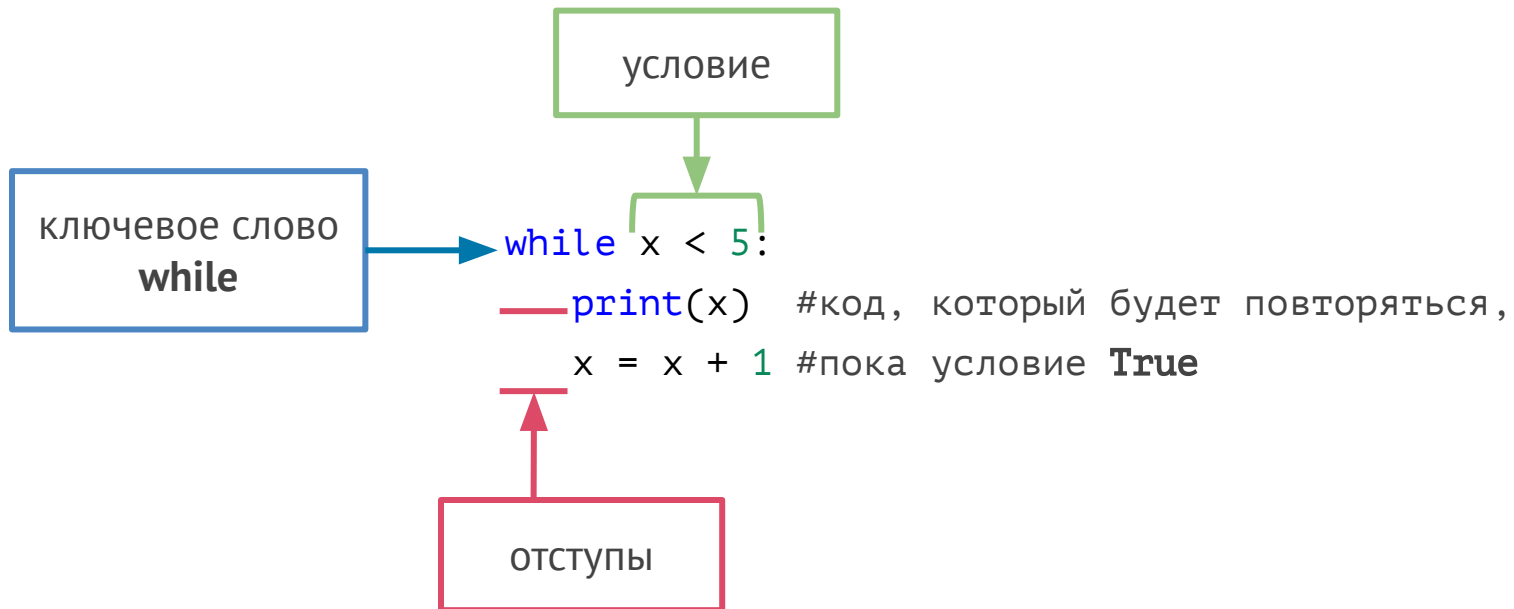 условие
ключевое слово
while
while x < 5:
print(x) #код, который будет повторяться,
x = x + 1 #пока условие True
отступы